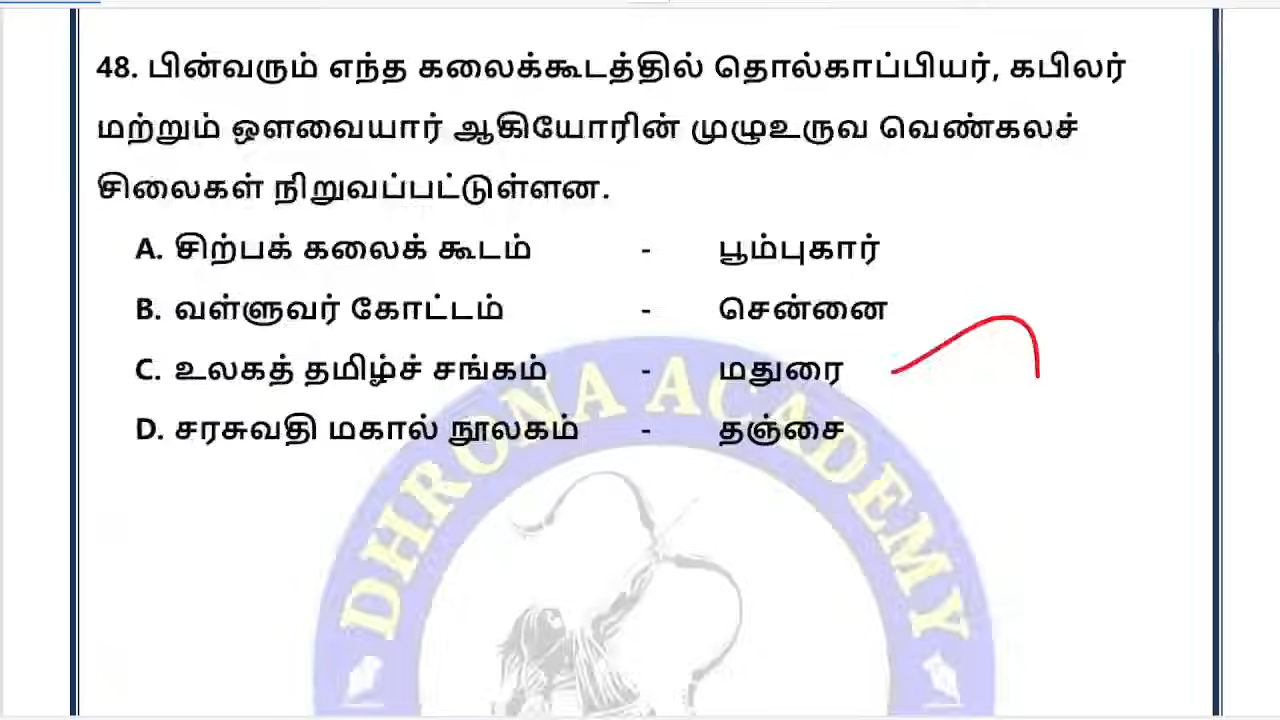 48. பின்வரும் எந்த கலைக்கூடத்தில் தொல்காப்பியர், கபிலர்
மற்றும் ஔவையார் ஆகியோரின் முழுஉருவ வெண்கலச்
சிலைகள் நிறுவப்பட்டுள்ளன.
A. சிற்பக் கலைக் கூடம் - பூம்புகார்
B. வள்ளுவர் கோட்டம் - சென்னை
C. உலகத் தமிழ்ச் சங்கம் - மதுரை
D. சரசுவதி மகால் நூலகம் - தஞ்சை
DHRONA ACADEMY